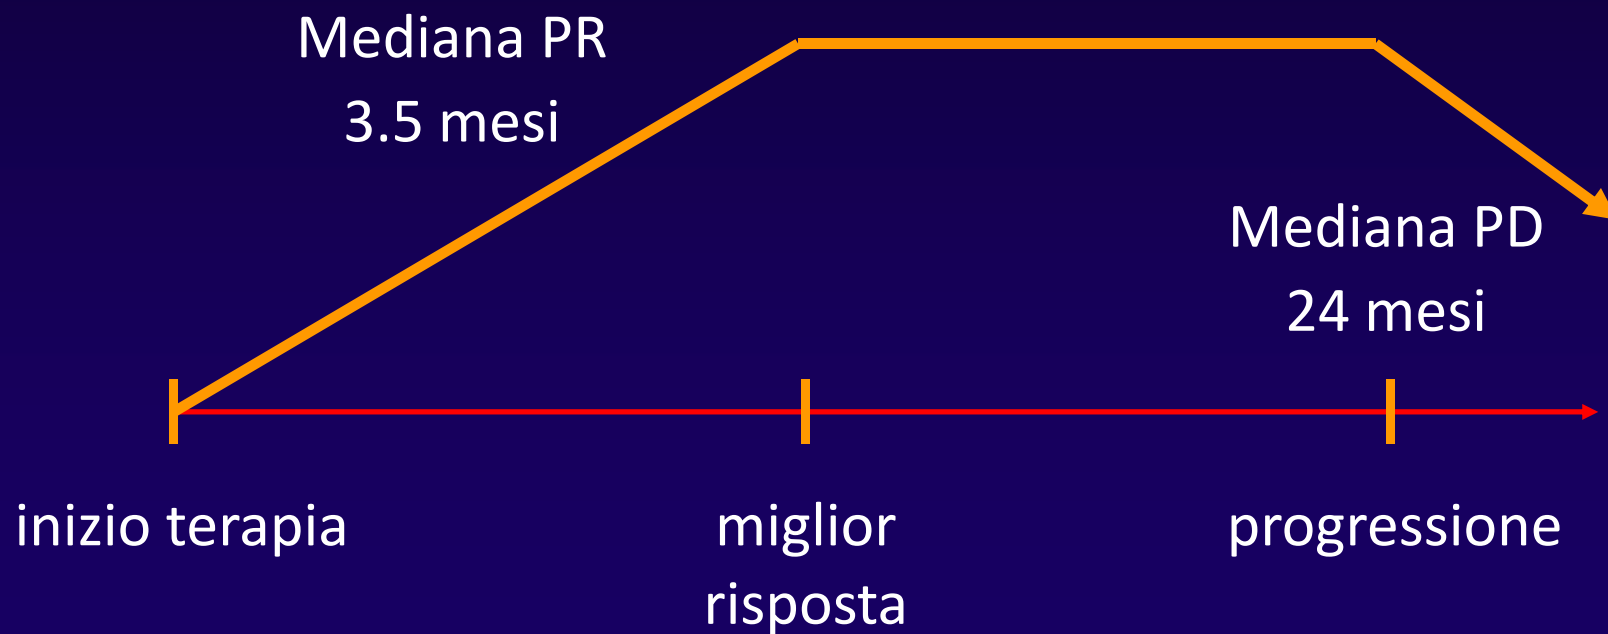 Mediana PR
3.5 mesi
Mediana PD
24 mesi
inizio terapia
miglior
risposta
progressione